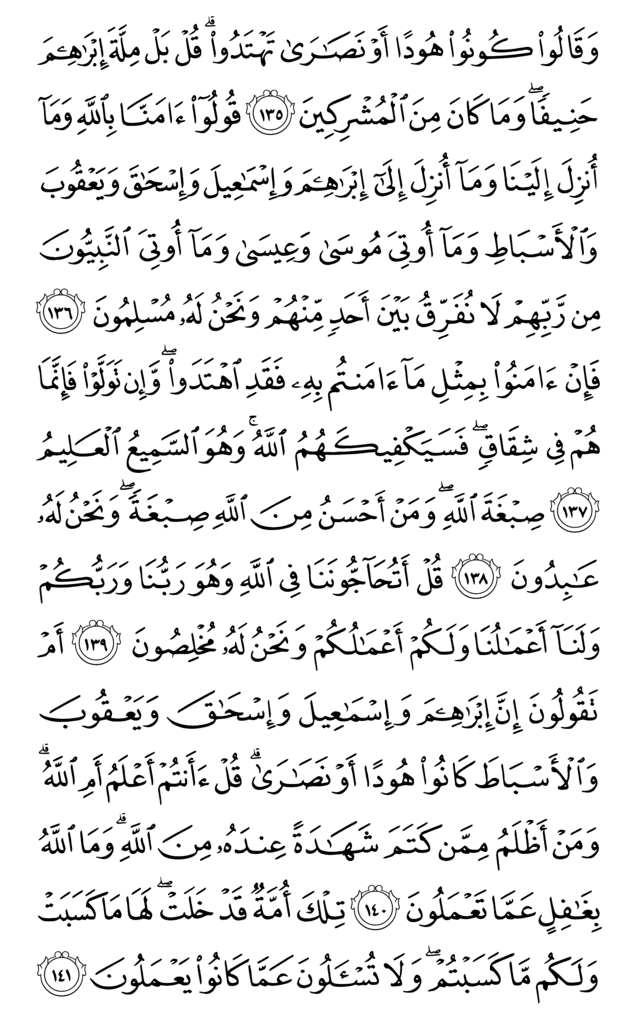 وَقَالُوا۟ كُونُوا۟ هُودًا أَوْ نَصَـٰرَىٰ تَهْتَدُوا۟ ۗ قُلْ بَلْ مِلَّةَ إِبْرَٰهِـۧمَ
حَنِيفًا ۖ وَمَا كَانَ مِنَ ٱلْمُشْرِكِينَ ١٣٥ قُولُوٓا۟ ءَامَنَّا بِٱللَّهِ وَمَآ
أُنزِلَ إِلَيْنَا وَمَآ أُنزِلَ إِلَىٰٓ إِبْرَٰهِـۧمَ وَإِسْمَـٰعِيلَ وَإِسْحَـٰقَ وَيَعْقُوبَ
وَٱلْأَسْبَاطِ وَمَآ أُوتِىَ مُوسَىٰ وَعِيسَىٰ وَمَآ أُوتِىَ ٱلنَّبِيُّونَ
مِن رَّبِّهِمْ لَا نُفَرِّقُ بَيْنَ أَحَدٍ مِّنْهُمْ وَنَحْنُ لَهُۥ مُسْلِمُونَ ١٣٦
فَإِنْ ءَامَنُوا۟ بِمِثْلِ مَآ ءَامَنتُم بِهِۦ فَقَدِ ٱهْتَدَوا۟ ۖ وَّإِن تَوَلَّوْا۟ فَإِنَّمَا
هُمْ فِى شِقَاقٍ ۖ فَسَيَكْفِيكَهُمُ ٱللَّهُ ۚ وَهُوَ ٱلسَّمِيعُ ٱلْعَلِيمُ
١٣٧ صِبْغَةَ ٱللَّهِ ۖ وَمَنْ أَحْسَنُ مِنَ ٱللَّهِ صِبْغَةً ۖ وَنَحْنُ لَهُۥ
عَـٰبِدُونَ ١٣٨ قُلْ أَتُحَآجُّونَنَا فِى ٱللَّهِ وَهُوَ رَبُّنَا وَرَبُّكُمْ
وَلَنَآ أَعْمَـٰلُنَا وَلَكُمْ أَعْمَـٰلُكُمْ وَنَحْنُ لَهُۥ مُخْلِصُونَ ١٣٩ أَمْ
تَقُولُونَ إِنَّ إِبْرَٰهِـۧمَ وَإِسْمَـٰعِيلَ وَإِسْحَـٰقَ وَيَعْقُوبَ
وَٱلْأَسْبَاطَ كَانُوا۟ هُودًا أَوْ نَصَـٰرَىٰ ۗ قُلْ ءَأَنتُمْ أَعْلَمُ أَمِ ٱللَّهُ ۗ
وَمَنْ أَظْلَمُ مِمَّن كَتَمَ شَهَـٰدَةً عِندَهُۥ مِنَ ٱللَّهِ ۗ وَمَا ٱللَّهُ
بِغَـٰفِلٍ عَمَّا تَعْمَلُونَ ١٤٠ تِلْكَ أُمَّةٌ قَدْ خَلَتْ ۖ لَهَا مَا كَسَبَتْ
وَلَكُم مَّا كَسَبْتُمْ ۖ وَلَا تُسْـَٔلُونَ عَمَّا كَانُوا۟ يَعْمَلُونَ ١٤١